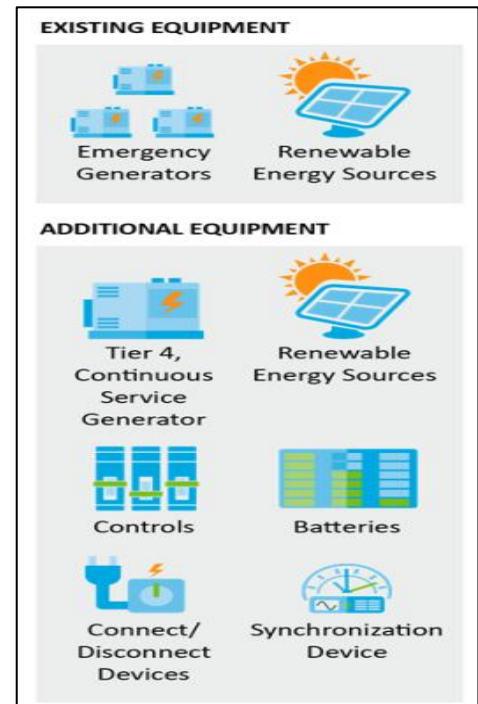 EXISTING EQUIPMENT
Emergency
Generators
Renewable
Energy Sources
ADDITIONAL EQUIPMENT
Tier 4,
Continuous
Service
Generator
Renewable
Energy Sources
Controls
Batteries
Connect/
Disconnect
Devices
Synchronization
Device